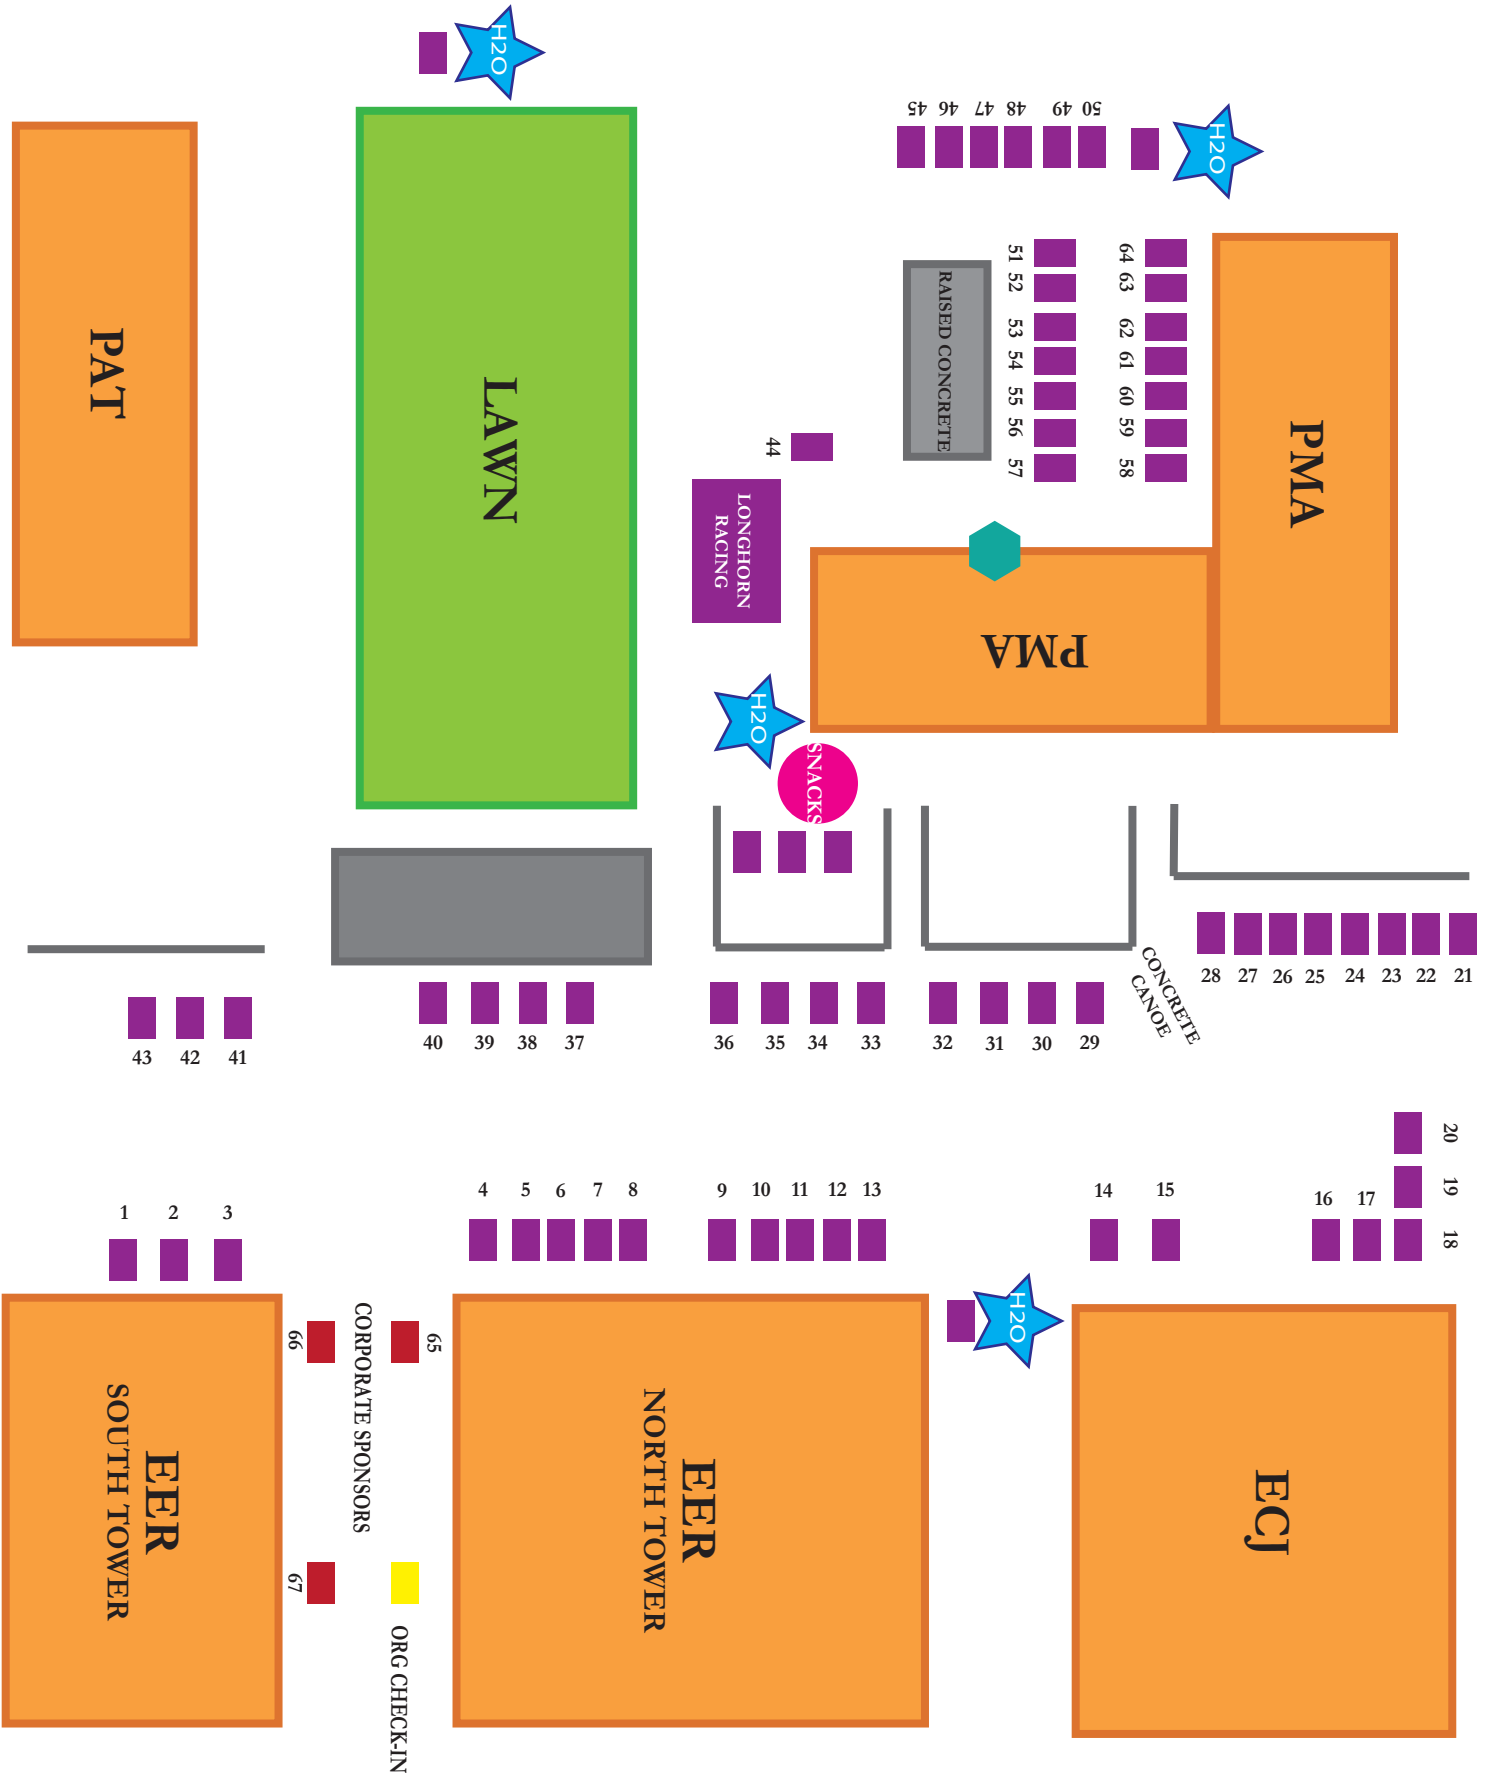 H2O
45 46 47 48 49 50
H2O
51
52
53
54
55
56
57
64
63
62
61
60
59
58
RAISED CONCRETE
PAT
LAWN
PMA
44
LONGHORN
RACING
PMA
H2O
SNACKS
CONCRETE
CANOE
28 27 26 25 24 23 22 21
43 42 41
40 39 38 37
36 35 34 33
32 31 30 29
20
19
18
1 2 3
4 5 6 7 8
9 10 11 12 13
14 15
16 17
H2O
66
CORPORATE SPONSORS
65
67
ORG CHECK-IN
EER
SOUTH TOWER
EER
NORTH TOWER
ECJ